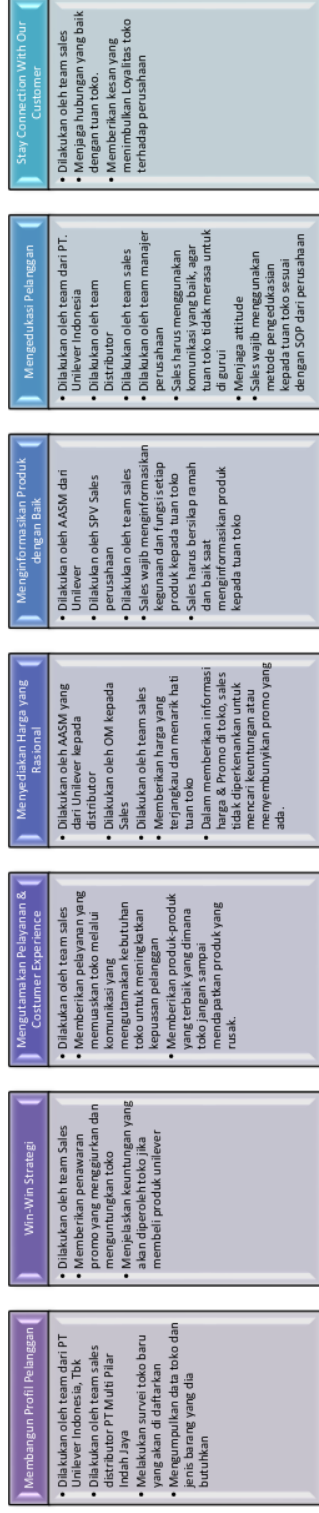 Membangun Profil Pelanggan
• Dilakukan oleh team dari PT
Unilever Indonesia, Tbk
• Dilakukan oleh team sales
distributor PT Multi Pilar
Indah Jaya
• Melakukan survei toko baru
yang akan di daftarkan
• Mengumpulkan data toko dan
jenis barang yang dia
butuhkan
Win-Win Strategi
• Dilakukan oleh team Sales
• Memberikan penawaran
promo yang menggiurkan dan
menguntungkan toko
• Menjelaskan keuntungan yang
akan diperoleh toko jika
membeli produk unilever
Mengutamakan Pelayanan &
Costumer Experience
• Dilakukan oleh team sales
• Memberikan pelayanan yang
memuaskan toko melalui
komunikasi yang
mengutamakan kebutuhan
toko untuk meningkatkan
kepuasan pelanggan
• Memberikan produk-produk
yang terbaik yang dimana
toko jangan sampai
mendapatkan produk yang
rusak.
Menyediakan Harga yang
Rasional
• Dilakukan oleh AASM yang
dari Unilever kepada
distributor
• Dilakukan oleh OM kepada
Sales
• Dilakukan oleh team sales
• Memberikan harga yang
terjangkau dan menarik hati
tuan toko
• Dalam memberikan informasi
harga & Promo di toko, sales
tidak diperkenankan untuk
mencari keuntungan atau
menyembunyikan promo yang
ada.
Menginformasikan Produk
dengan Baik
• Dilakukan oleh AASM dari
Unilever
• Dilakukan oleh SPV Sales
perusahaan
• Dilakukan oleh team sales
• Sales wajib menginformasikan
kegunaan dan fungsi setiap
produk kepada tuan toko
• Sales harus bersikap ramah
dan baik saat
menginformasikan produk
kepada tuan toko
Mengedukasi Pelanggan
• Dilakukan oleh team dari PT.
Unilever Indonesia
• Dilakukan oleh team
Distributor
• Dilakukan oleh team sales
• Dilakukan oleh team manajer
perusahaan
• Sales harus menggunakan
komunikasi yang baik, agar
tuan toko tidak merasa untuk
di gurui
• Menjaga attitude
• Sales wajib menggunakan
metode pengedukasian
kepada tuan toko sesuai
dengan SOP dari perusahaan
Stay Connection With Our
Customer
• Dilakukan oleh team sales
• Menjaga hubungan yang baik
dengan tuan toko.
• Memberikan kesan yang
menimbulkan Loyalitas toko
terhadap perusahaan